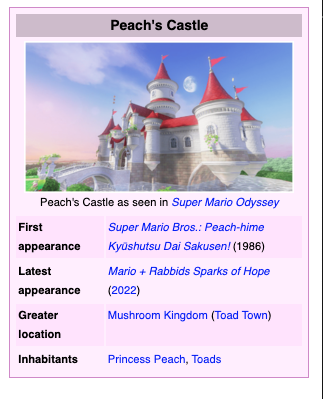 Peach's Castle
Peach's Castle as seen in Super Mario Odyssey
First appearance
Super Mario Bros.: Peach-hime Kyūshutsu Dai Sakusen! (1986)
Latest appearance
Mario + Rabbids Sparks of Hope (2022)
Greater location
Mushroom Kingdom (Toad Town)
Inhabitants
Princess Peach, Toads